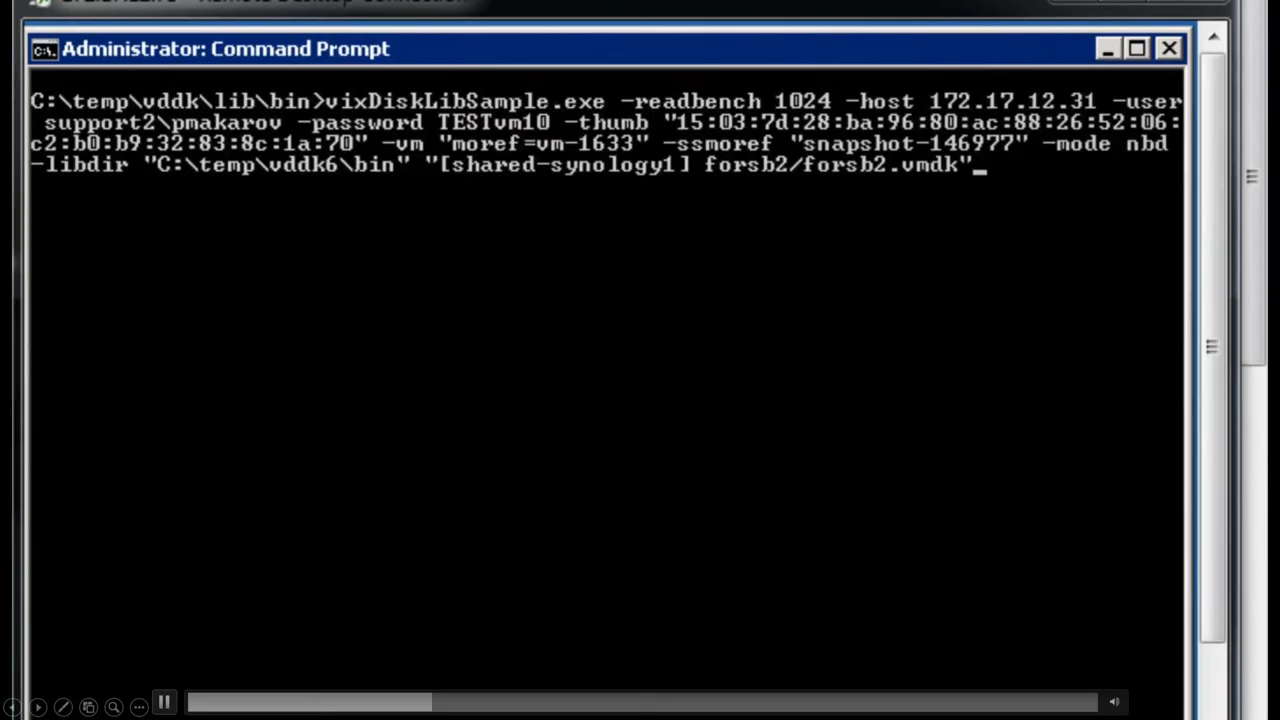 Administrator: Command Prompt
C:\temp\vddk\lib\bin>vixDiskLibSample.exe -readbench 1024 -host 172.17.12.31 -user
support2\pmakarov -password TESTvm10 -thumb "15:03:7d:28:ba:96:80:ac:88:26:52:06:
c2:b0:b9:32:83:8c:1a:70" -vm "moref=vm-1633" -ssmoref "snapshot-146977" -mode nbd
-libdir "C:\temp\vddk6\bin" "[shared-synology1] forsb2/forsb2.vmdk"